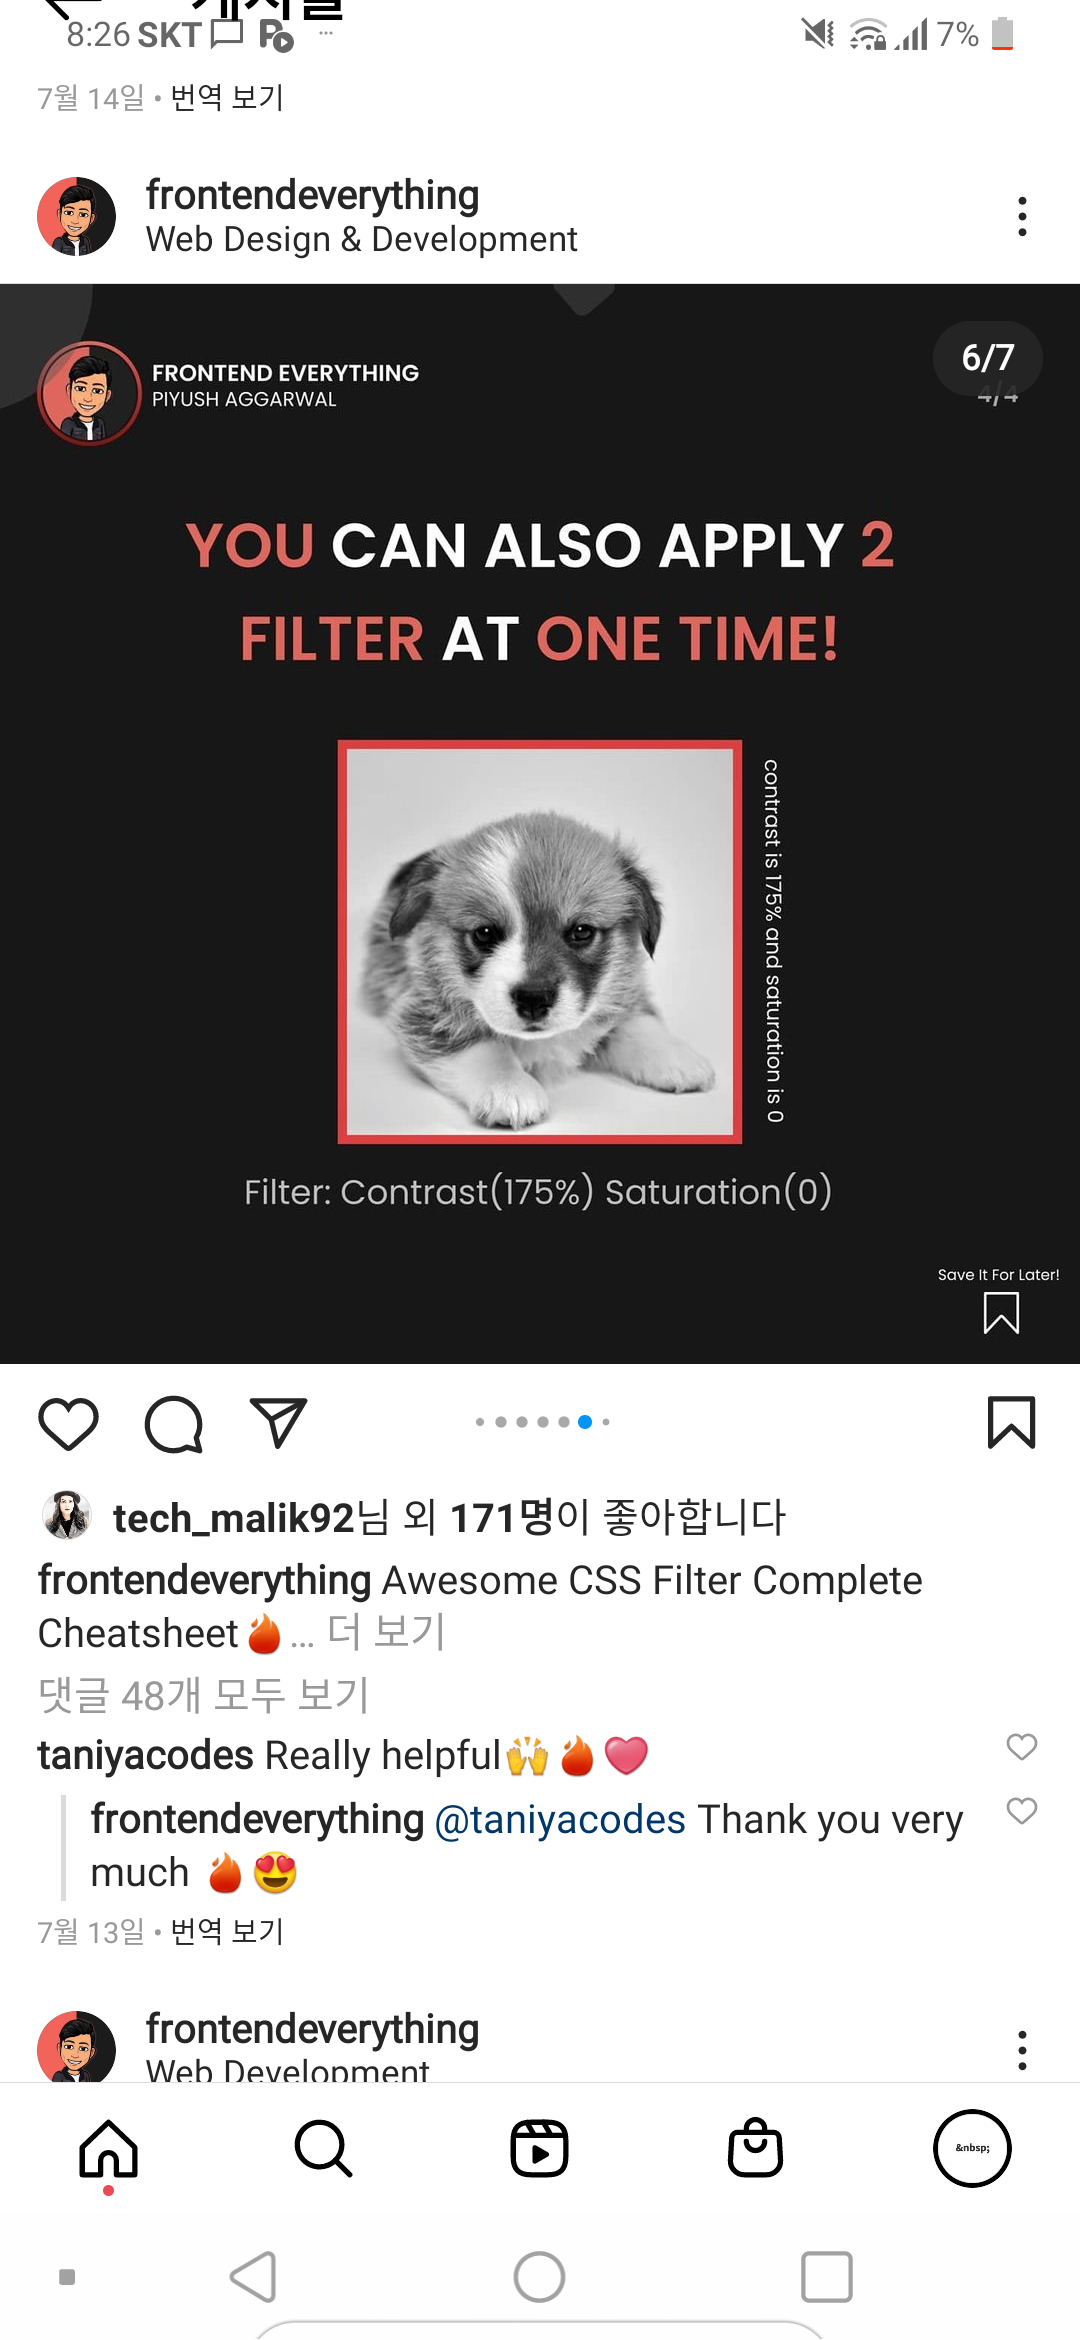 게시물
8:26 SKT 7%
7월 14일 • 번역 보기
frontendeverything
Web Design & Development
FRONTEND EVERYTHING
PIYUSH AGGARWAL
6/7
4/4
YOU CAN ALSO APPLY 2
FILTER AT ONE TIME!
contrast is 175% and saturation is 0
Filter: Contrast(175%) Saturation(0)
Save It For Later!
tech_malik92님 외 171명이 좋아합니다
frontendeverything Awesome CSS Filter Complete
Cheatsheet🔥... 더 보기
댓글 48개 모두 보기
taniyacodes Really helpful🙌🔥❤️
frontendeverything @taniyacodes Thank you very
much 🔥😍
7월 13일 • 번역 보기
frontendeverything
Web Development
&nbsp;